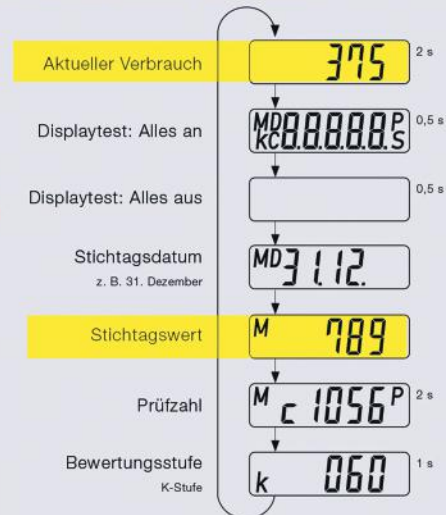 Aktueller Verbrauch 375 2 s
Displaytest: Alles an MD KC 8.8.8.8.8. P S 0,5 s
Displaytest: Alles aus 0,5 s
Stichtagsdatum MD 31.12.
z. B. 31. Dezember
Stichtagswert M 789
Prüfzahl M c 1056 P 2 s
Bewertungsstufe k 060 1 s
K-Stufe